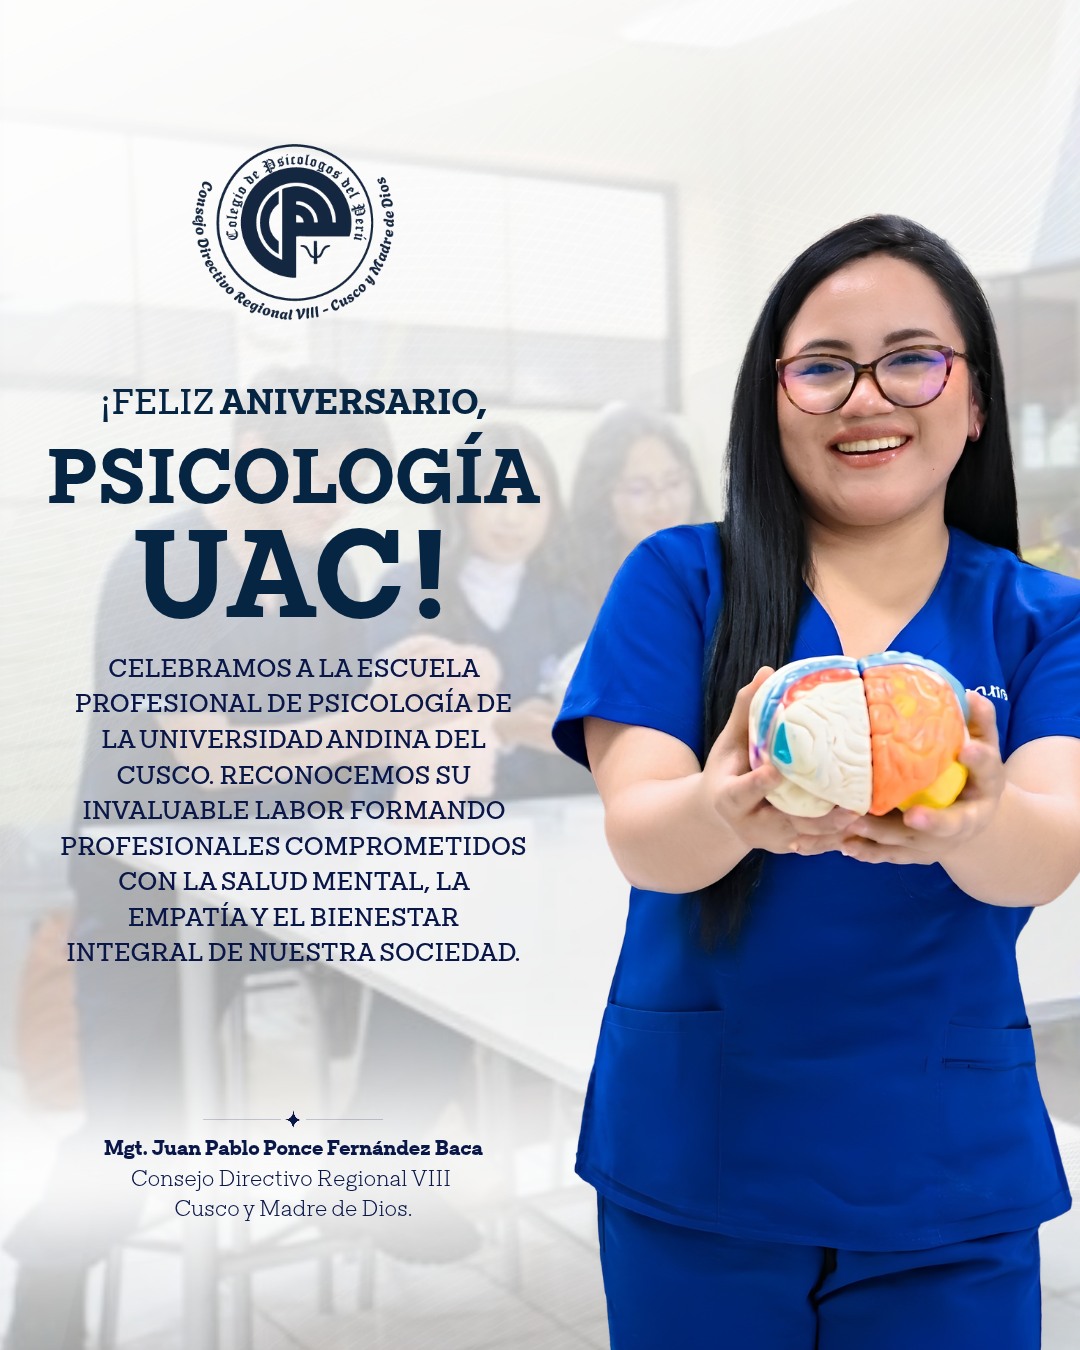 Colegio de Psicologos del Perú
Consejo Directivo Regional VIII - Cusco y Madre de Dios
¡FELIZ ANIVERSARIO,
PSICOLOGÍA
UAC!
CELEBRAMOS A LA ESCUELA
PROFESIONAL DE PSICOLOGÍA DE
LA UNIVERSIDAD ANDINA DEL
CUSCO. RECONOCEMOS SU
INVALUABLE LABOR FORMANDO
PROFESIONALES COMPROMETIDOS
CON LA SALUD MENTAL, LA
EMPATÍA Y EL BIENESTAR
INTEGRAL DE NUESTRA SOCIEDAD.
Mgt. Juan Pablo Ponce Fernández Baca
Consejo Directivo Regional VIII
Cusco y Madre de Dios.